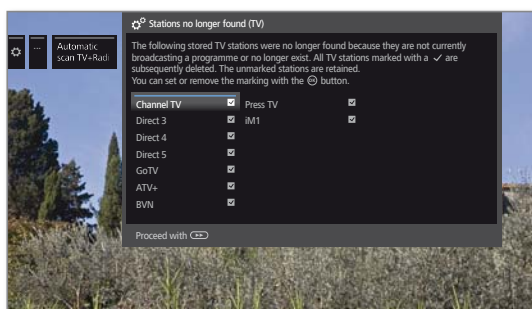 Stations no longer found (TV)
...
Automatic
scan TV+Radi
The following stored TV stations were no longer found because they are not currently
broadcasting a programme or no longer exist. All TV stations marked with a ✓ are
subsequently deleted. The unmarked stations are retained.
You can set or remove the marking with the OK button.
Channel TV
Direct 3
Direct 4
Direct 5
GoTV
ATV+
BVN
Press TV
iM1
Proceed with